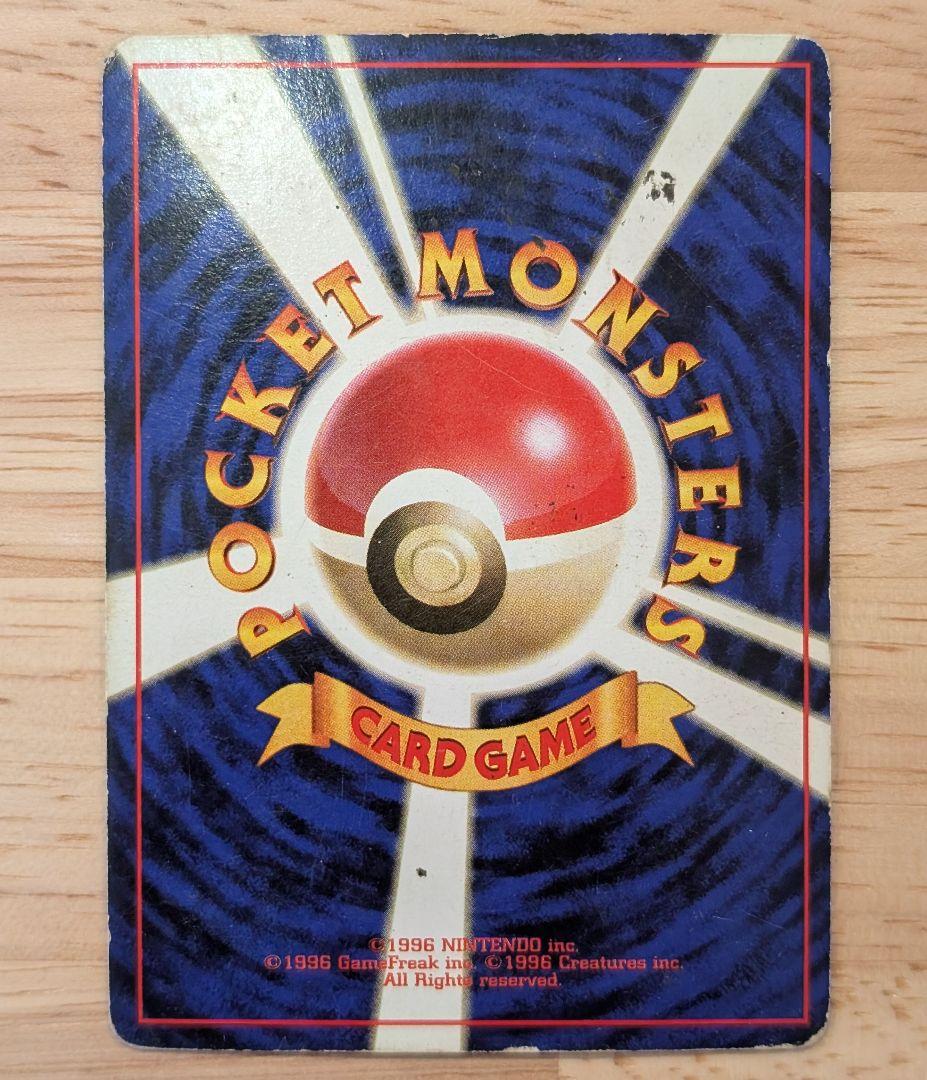 POCKET MONSTERS
CARD GAME
©1996 NINTENDO inc.
©1996 GameFreak inc. ©1996 Creatures inc.
All Rights reserved.